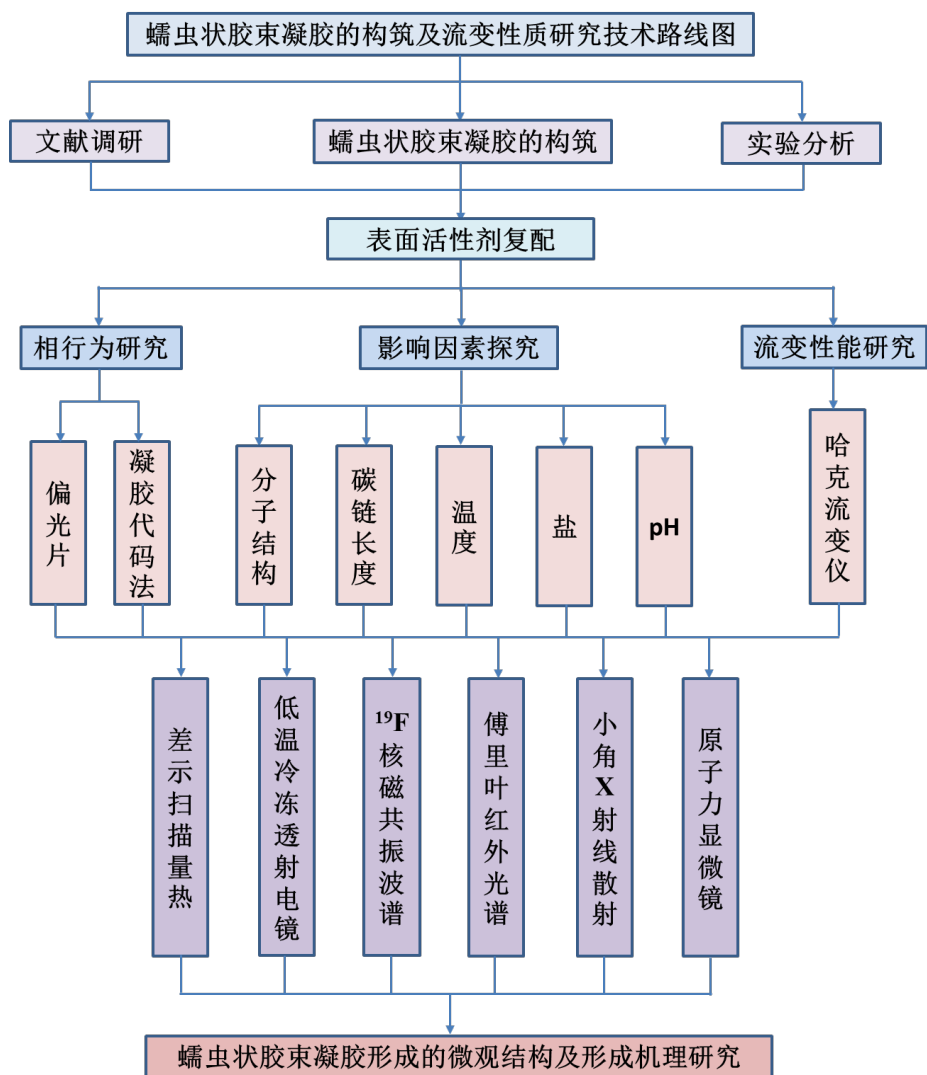 蠕虫状胶束凝胶的构筑及流变性质研究技术路线图
文献调研
蠕虫状胶束凝胶的构筑
实验分析
表面活性剂复配
相行为研究
影响因素探究
流变性能研究
偏光片
凝胶代码法
分子结构
碳链长度
温度
盐
pH
哈克流变仪
差示扫描量热
低温冷冻透射电镜
¹⁹F核磁共振波谱
傅里叶红外光谱
小角X射线散射
原子力显微镜
蠕虫状胶束凝胶形成的微观结构及形成机理研究